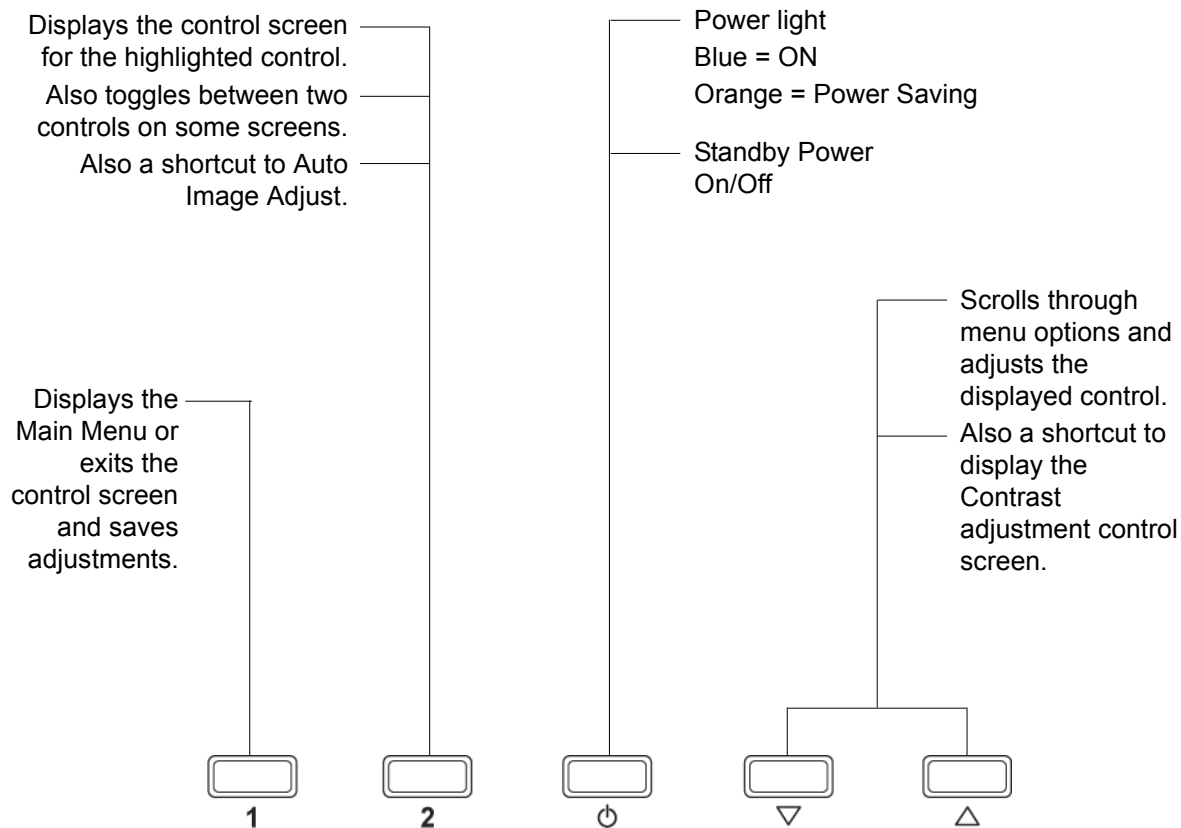 Displays the control screen
for the highlighted control.
Also toggles between two
controls on some screens.
Also a shortcut to Auto
Image Adjust.
Power light
Blue = ON
Orange = Power Saving
Standby Power
On/Off
Scrolls through
menu options and
adjusts the
displayed control.
Also a shortcut to
display the
Contrast
adjustment control
screen.
Displays the
Main Menu or
exits the
control screen
and saves
adjustments.
1
2